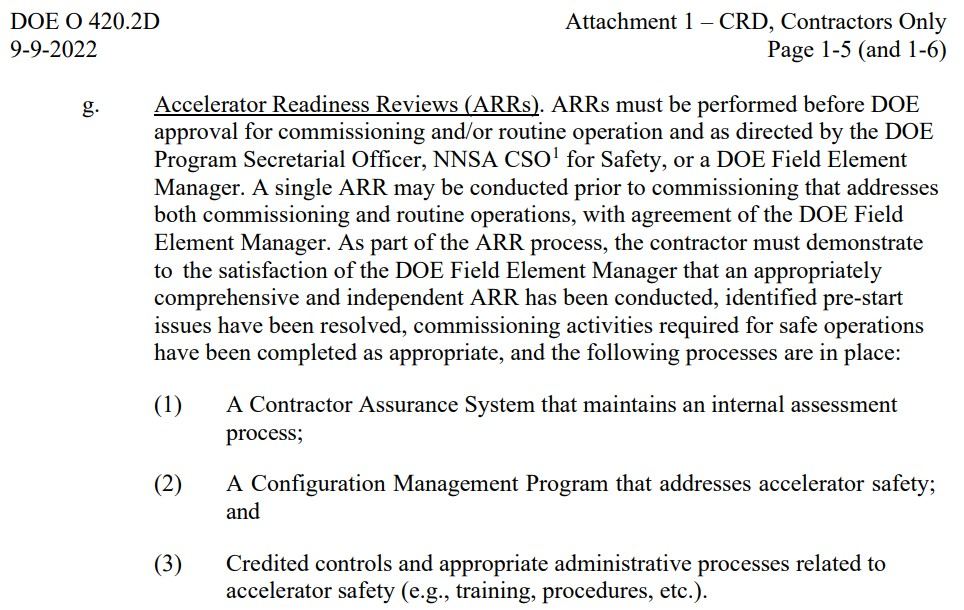 DOE O 420.2D Attachment 1 – CRD, Contractors Only
9-9-2022 Page 1-5 (and 1-6)
g. Accelerator Readiness Reviews (ARRs). ARRs must be performed before DOE
approval for commissioning and/or routine operation and as directed by the DOE
Program Secretarial Officer, NNSA CSO¹ for Safety, or a DOE Field Element
Manager. A single ARR may be conducted prior to commissioning that addresses
both commissioning and routine operations, with agreement of the DOE Field
Element Manager. As part of the ARR process, the contractor must demonstrate
to the satisfaction of the DOE Field Element Manager that an appropriately
comprehensive and independent ARR has been conducted, identified pre-start
issues have been resolved, commissioning activities required for safe operations
have been completed as appropriate, and the following processes are in place:
(1) A Contractor Assurance System that maintains an internal assessment
process;
(2) A Configuration Management Program that addresses accelerator safety;
and
(3) Credited controls and appropriate administrative processes related to
accelerator safety (e.g., training, procedures, etc.).